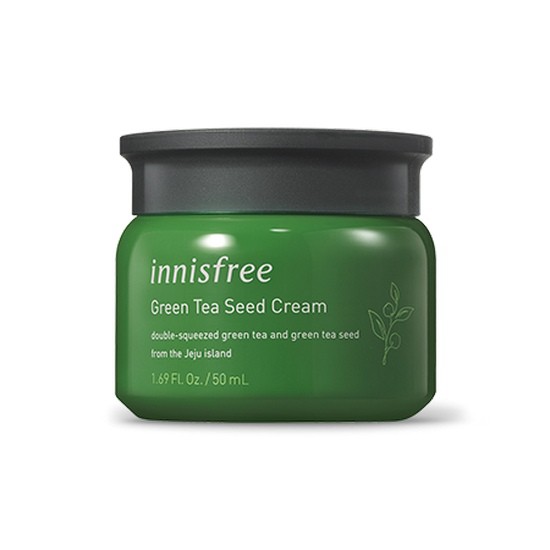 innisfree
Green Tea Seed Cream
double-squeezed green tea and green tea seed
from the Jeju island
1.69 FL. Oz. / 50 mL